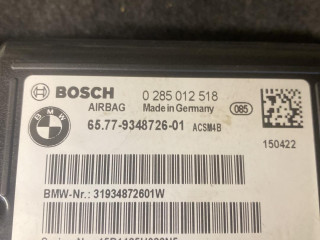 BOSCH 0 285 012 518
AIRBAG Made in Germany 085
BMW
65.77-9348726-01 ACSM4B
150422
BMW-Nr.: 31934872601W